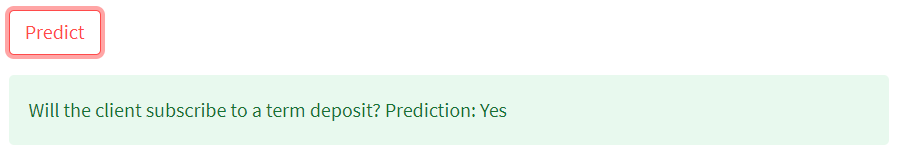 Predict
Will the client subscribe to a term deposit? Prediction: Yes